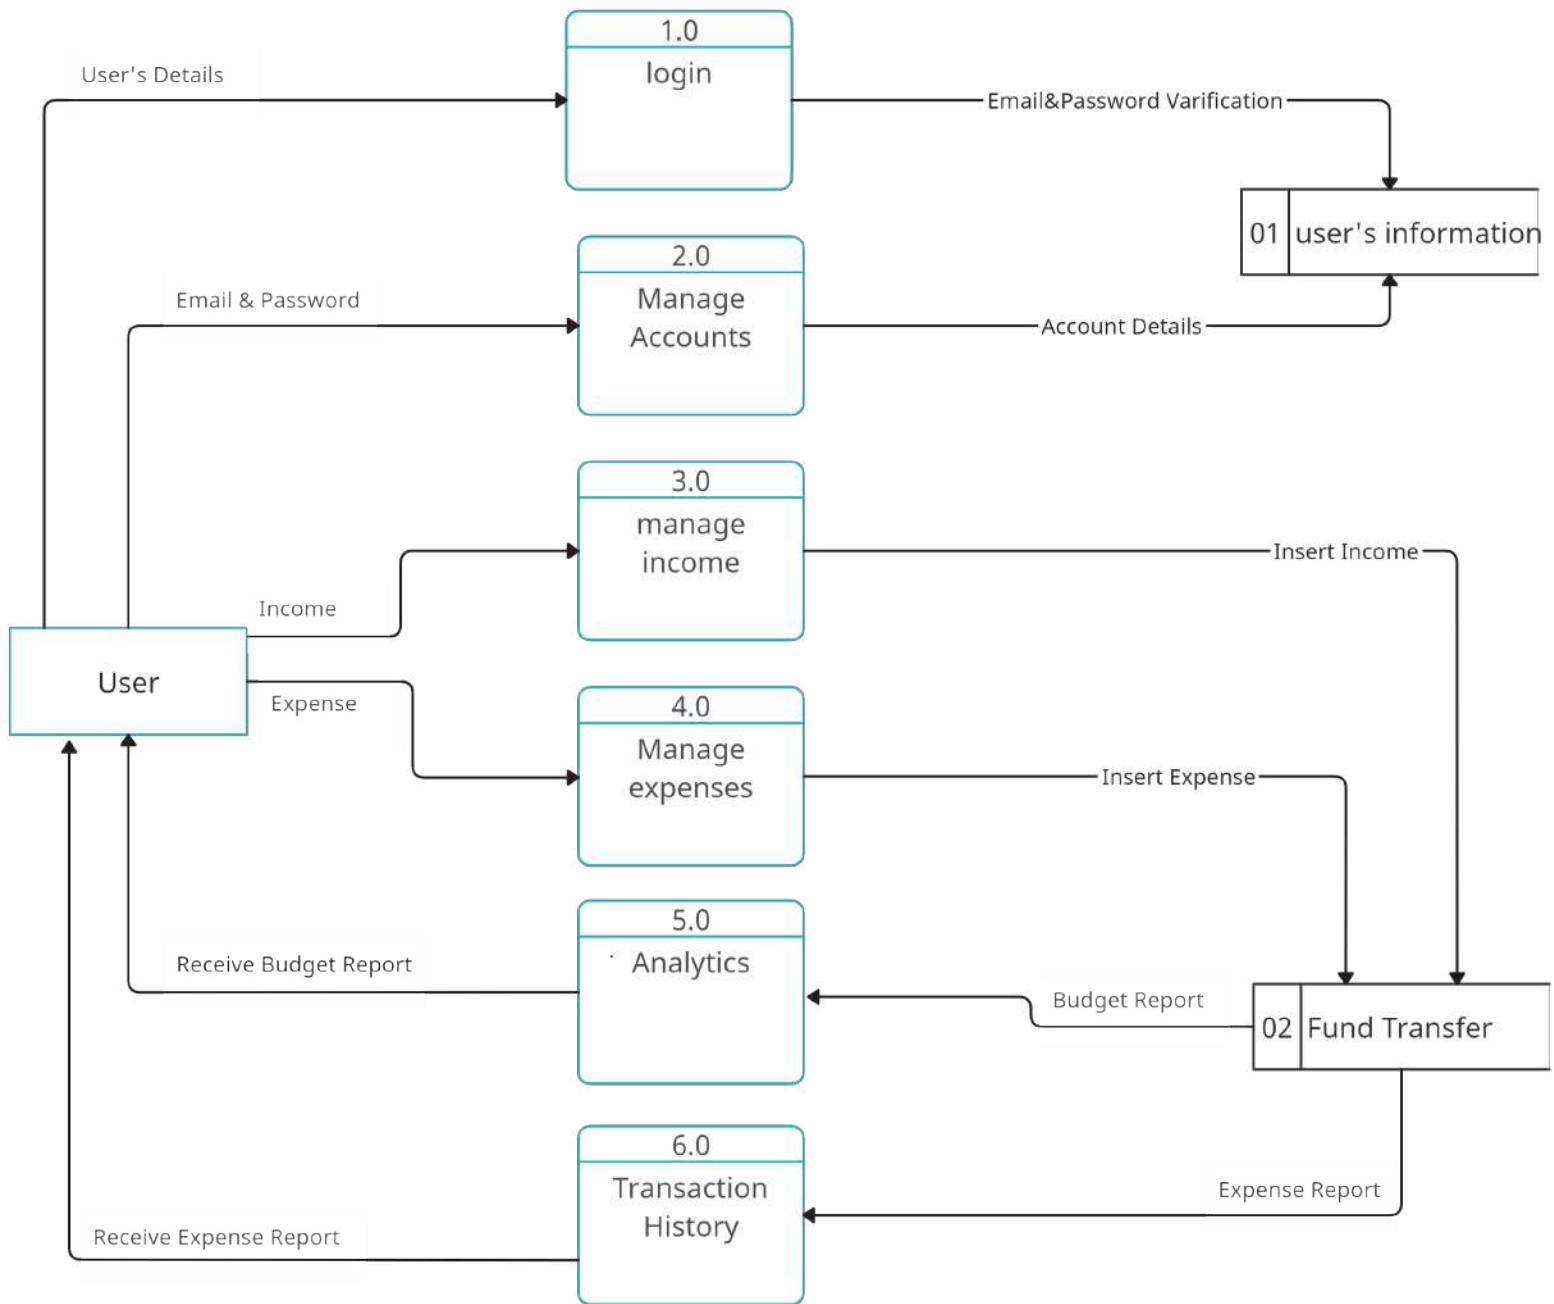 1.0
login
User's Details
Email&Password Varification
01
user's information
2.0
Manage
Accounts
Email & Password
Account Details
3.0
manage
income
Insert Income
Income
User
Expense
4.0
Manage
expenses
Insert Expense
5.0
Analytics
Receive Budget Report
Budget Report
02
Fund Transfer
6.0
Transaction
History
Expense Report
Receive Expense Report